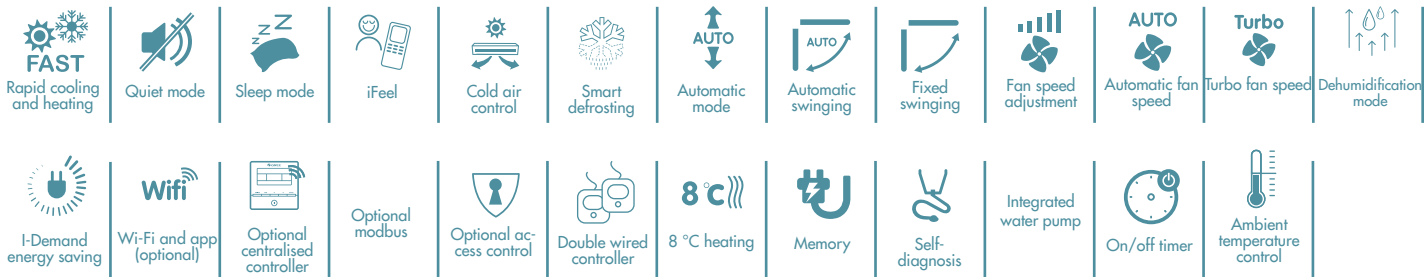 FAST
Rapid cooling
and heating
Quiet mode
z z Z
Sleep mode
iFeel
Cold air
control
Smart
defrosting
AUTO
Automatic
mode
AUTO
Automatic
swinging
Fixed
swinging
Fan speed
adjustment
AUTO
Automatic fan
speed
Turbo
Turbo fan speed
Dehumidification
mode
I-Demand
energy saving
Wifi
Wi-Fi and app
(optional)
Optional
centralised
controller
Optional
modbus
Optional ac-
cess control
Double wired
controller
8°C
8 °C heating
Memory
Self-
diagnosis
Integrated
water pump
On/off timer
Ambient
temperature
control